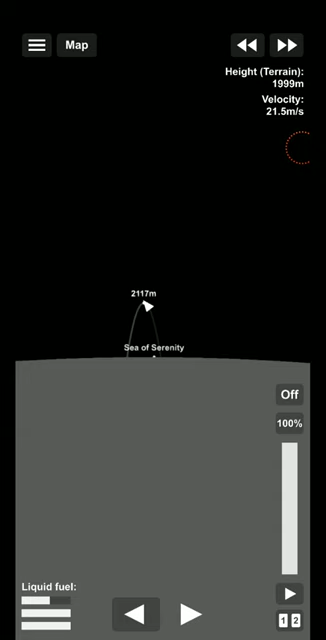 Map
Height (Terrain):
1999m
Velocity:
21.5m/s
2117m
Sea of Serenity
Off
100%
Liquid fuel:
1 2